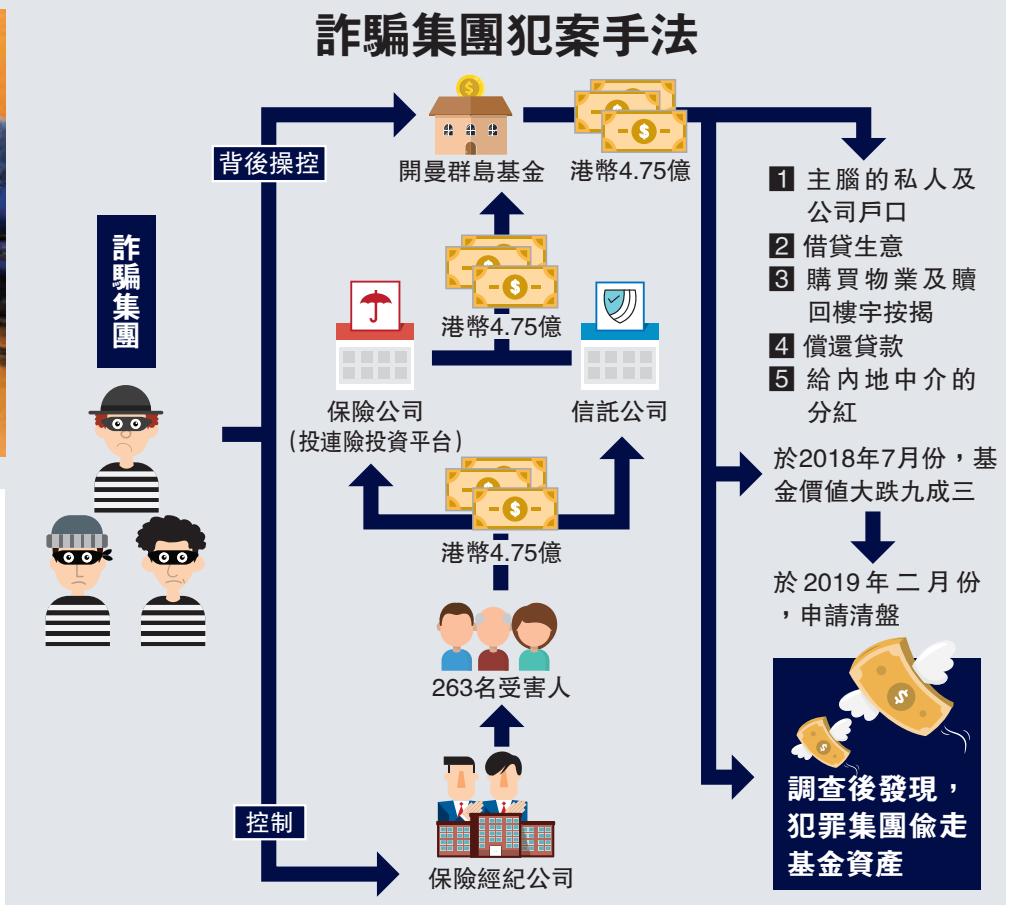 詐騙集團犯案手法
背後操控
詐騙集團
控制
開曼群島基金
港幣4.75億
港幣4.75億
保險公司
（投連險投資平台）
信託公司
港幣4.75億
263名受害人
保險經紀公司
1 主腦的私人及
公司戶口
2 借貸生意
3 購買物業及贖
回樓宇按揭
4 償還貸款
5 給內地中介的
分紅
於2018年7月份，基
金價值大跌九成三
於2019年二月份
，申請清盤
調查後發現，
犯罪集團偷走
基金資產